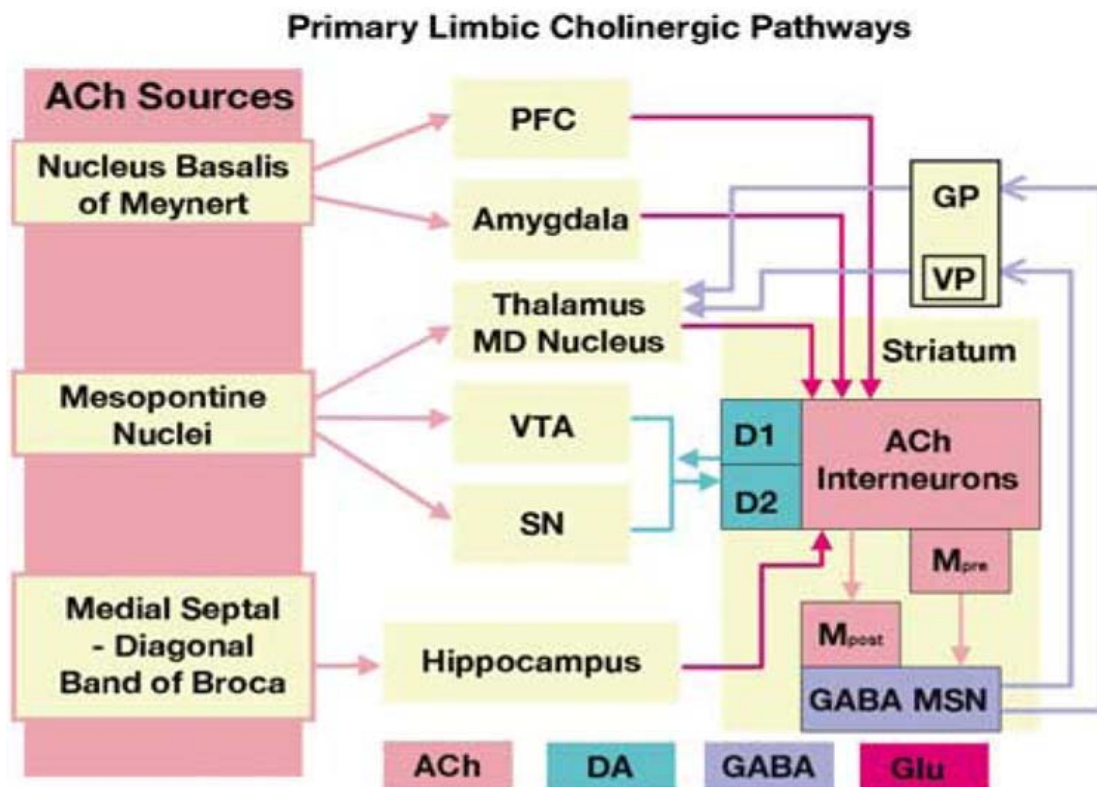 Primary Limbic Cholinergic Pathways
ACh Sources
Nucleus Basalis
of Meynert
Mesopontine
Nuclei
Medial Septal
- Diagonal
Band of Broca
PFC
Amygdala
Thalamus
MD Nucleus
VTA
SN
Hippocampus
GP
VP
Striatum
D1
D2
ACh
Interneurons
Mpre
Mpost
GABA MSN
ACh
DA
GABA
Glu